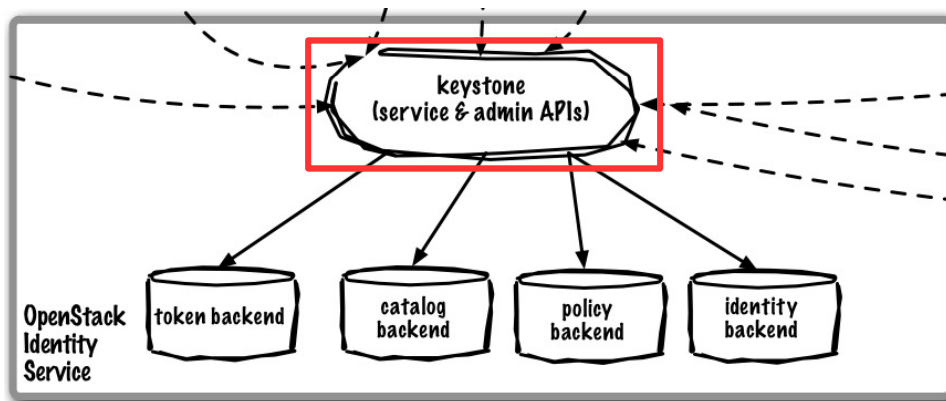 keystone
(service & admin APIs)
token backend
catalog
backend
policy
backend
identity
backend
OpenStack
Identity
Service